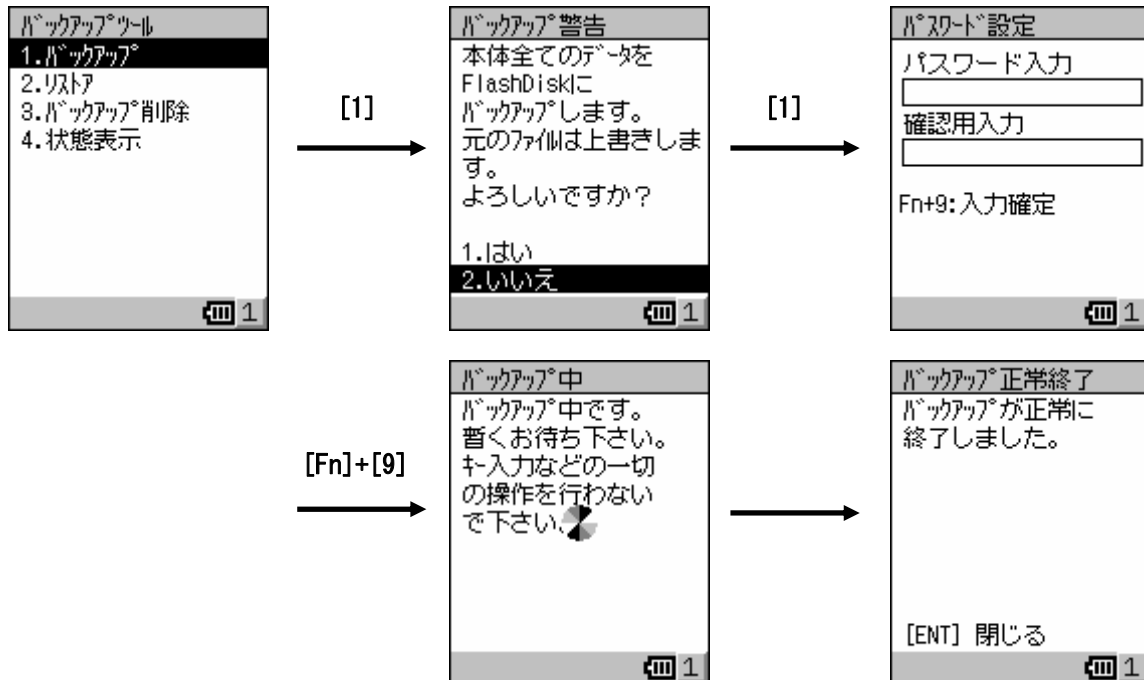 ﾊﾞｯｸｱｯﾌﾟﾂｰﾙ
1.ﾊﾞｯｸｱｯﾌﾟ
2.ﾘｽﾄｱ
3.ﾊﾞｯｸｱｯﾌﾟ削除
4.状態表示
1
[1]
ﾊﾞｯｸｱｯﾌﾟ警告
本体全てのﾃﾞｰﾀを
FlashDiskに
ﾊﾞｯｸｱｯﾌﾟします。
元のﾌｧｲﾙは上書きしま
す。
よろしいですか？
1.はい
2.いいえ
1
[1]
ﾊﾟｽﾜｰﾄﾞ設定
パスワード入力
確認用入力
Fn+9:入力確定
1
[Fn]+[9]
ﾊﾞｯｸｱｯﾌﾟ中
ﾊﾞｯｸｱｯﾌﾟ中です。
暫くお待ち下さい。
ｷｰ入力などの一切
の操作を行わない
で下さい。
1
ﾊﾞｯｸｱｯﾌﾟ正常終了
ﾊﾞｯｸｱｯﾌﾟが正常に
終了しました。
[ENT] 閉じる
1